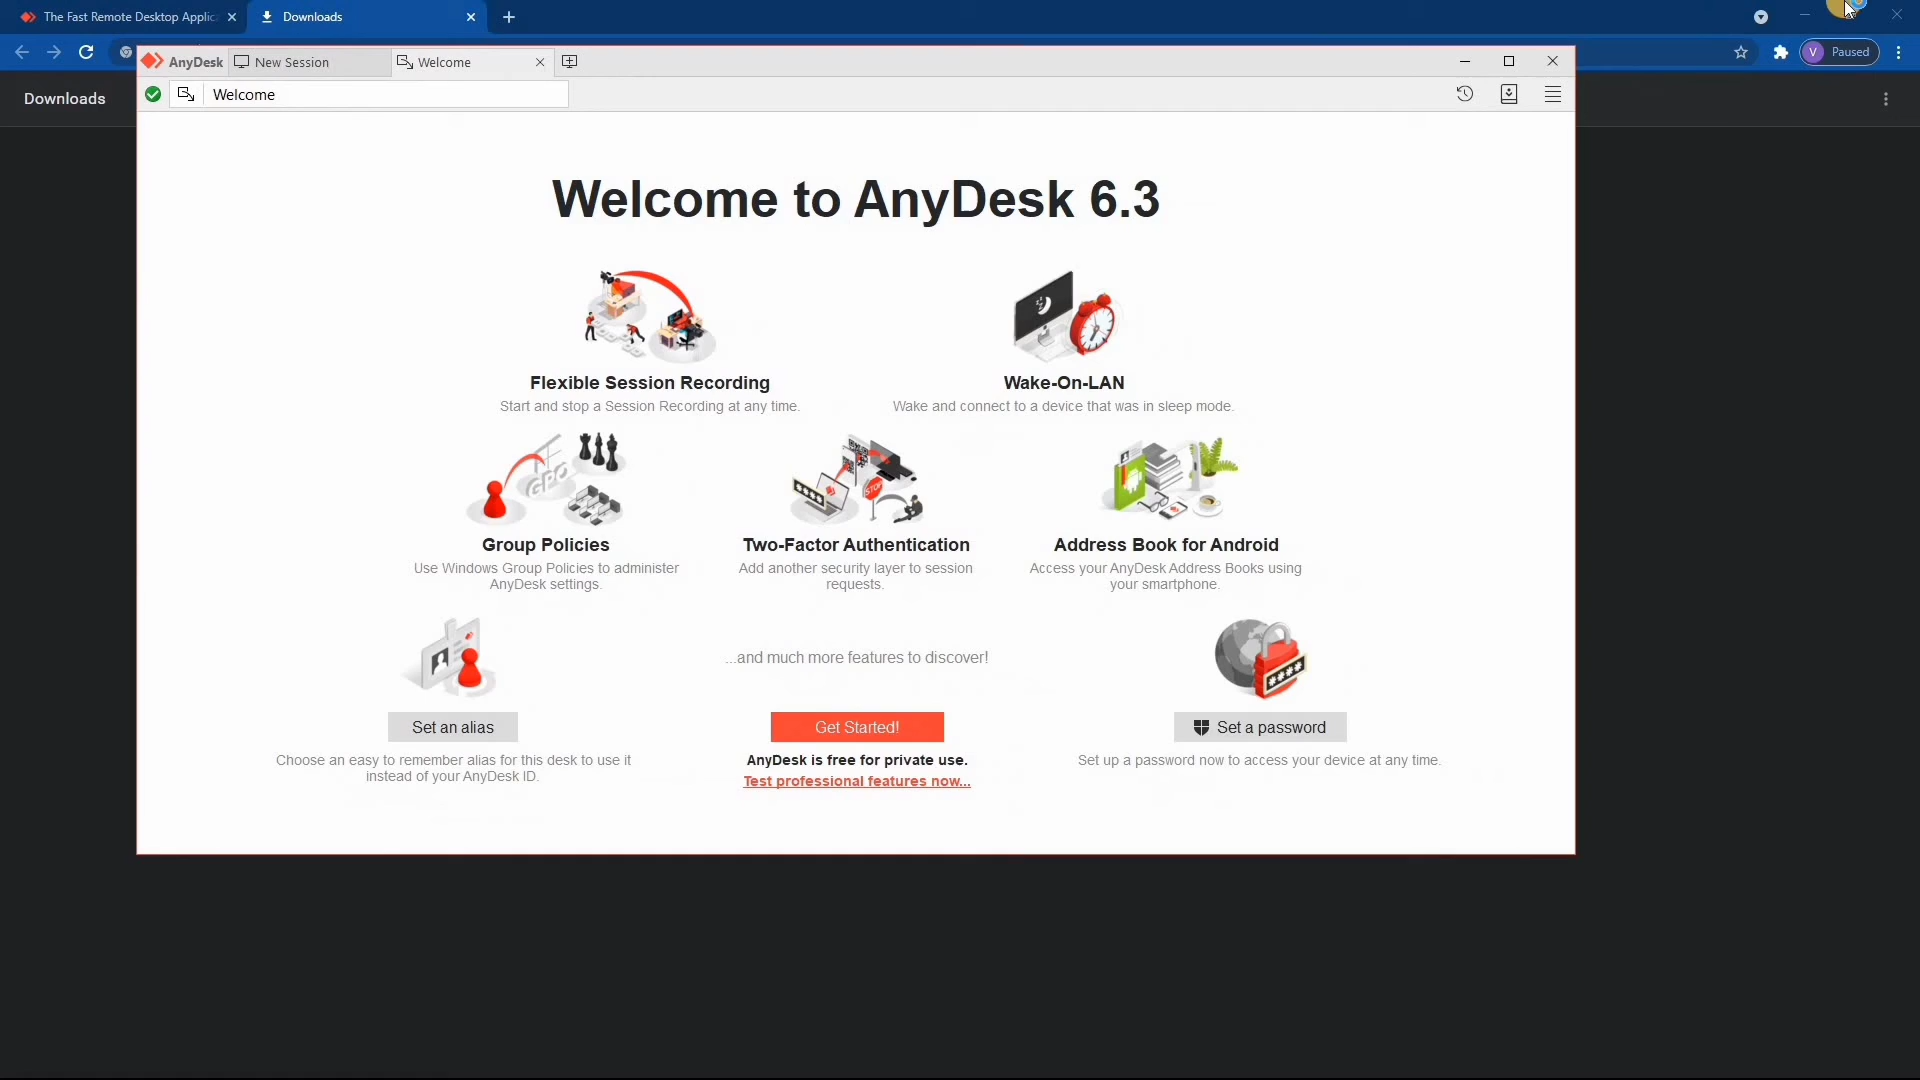 The Fast Remote Desktop Applic
Downloads
V
Paused
AnyDesk
New Session
Welcome
Welcome
Downloads
Welcome to AnyDesk 6.3
Flexible Session Recording
Start and stop a Session Recording at any time.
Wake-On-LAN
Wake and connect to a device that was in sleep mode.
GPO
STOP
Group Policies
Use Windows Group Policies to administer
AnyDesk settings.
Two-Factor Authentication
Add another security layer to session
requests.
Address Book for Android
Access your AnyDesk Address Books using
your smartphone.
...and much more features to discover!
Set an alias
Choose an easy to remember alias for this desk to use it
instead of your AnyDesk ID.
Get Started!
AnyDesk is free for private use.
Test professional features now...
Set a password
Set up a password now to access your device at any time.